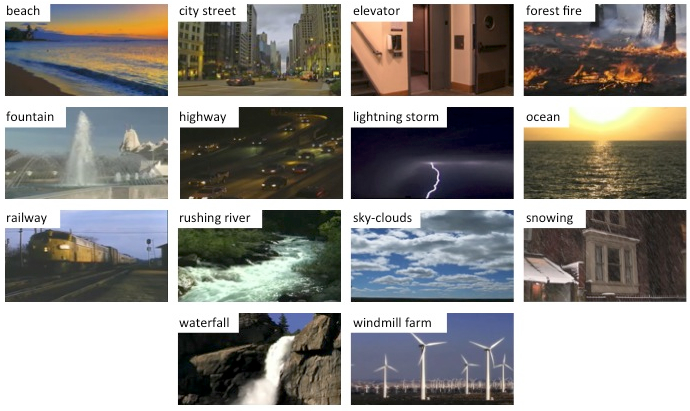 beach
city street
elevator
forest fire
fountain
highway
lightning storm
ocean
railway
rushing river
sky-clouds
snowing
waterfall
windmill farm